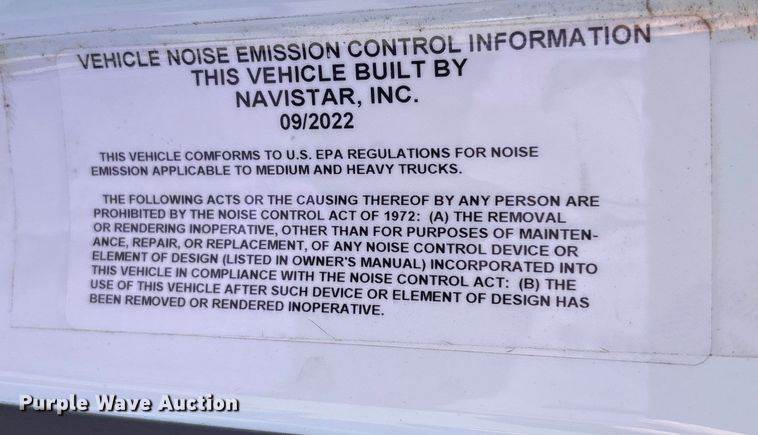 VEHICLE NOISE EMISSION CONTROL INFORMATION
THIS VEHICLE BUILT BY
NAVISTAR, INC.
09/2022
THIS VEHICLE COMFORMS TO U.S. EPA REGULATIONS FOR NOISE
EMISSION APPLICABLE TO MEDIUM AND HEAVY TRUCKS.
THE FOLLOWING ACTS OR THE CAUSING THEREOF BY ANY PERSON ARE
PROHIBITED BY THE NOISE CONTROL ACT OF 1972: (A) THE REMOVAL
OR RENDERING INOPERATIVE, OTHER THAN FOR PURPOSES OF MAINTEN-
ANCE, REPAIR, OR REPLACEMENT, OF ANY NOISE CONTROL DEVICE OR
ELEMENT OF DESIGN (LISTED IN OWNER'S MANUAL) INCORPORATED INTO
THIS VEHICLE IN COMPLIANCE WITH THE NOISE CONTROL ACT: (B) THE
USE OF THIS VEHICLE AFTER SUCH DEVICE OR ELEMENT OF DESIGN HAS
BEEN REMOVED OR RENDERED INOPERATIVE.
Purple Wave Auction